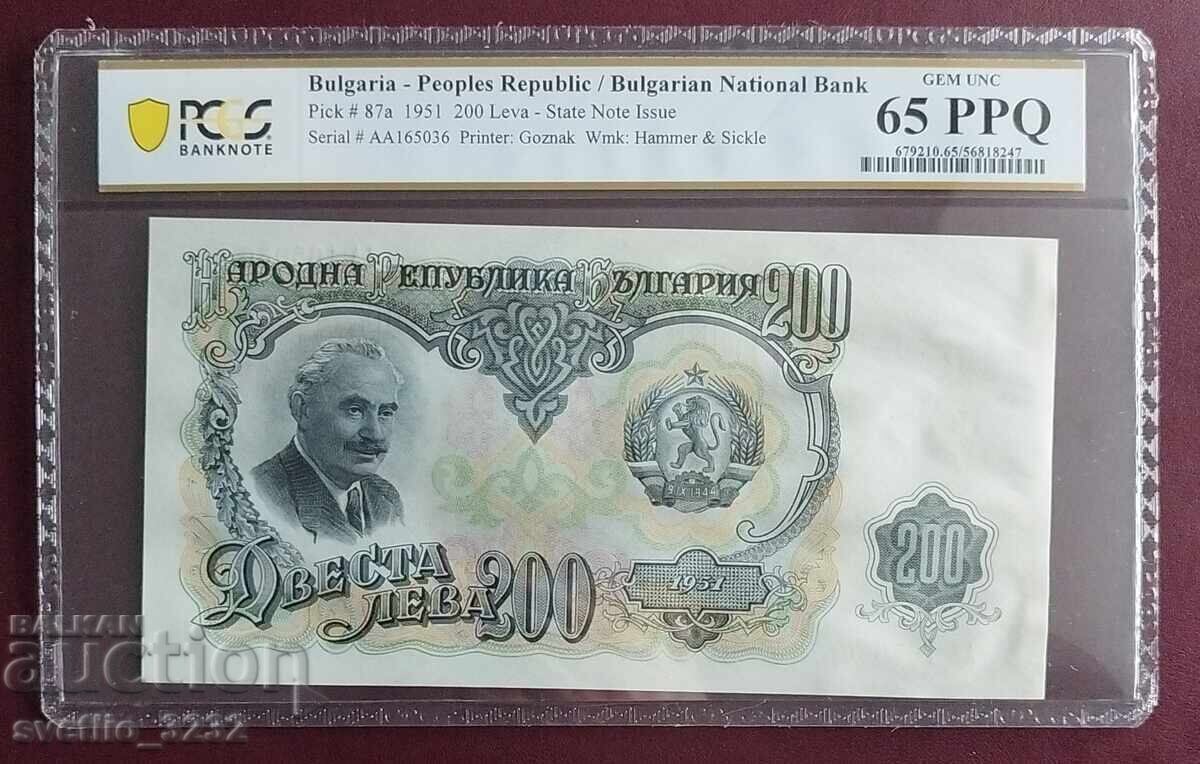 Bulgaria - Peoples Republic / Bulgarian National Bank
Pick # 87a 1951 200 Leva - State Note Issue
Serial # AA165036 Printer: Goznak Wmk: Hammer & Sickle
PCGS
BANKNOTE
GEM UNC
65 PPQ
679210.65/56818247
НАРОДНА РЕПУБЛИКА БЪЛГАРИЯ 200
9 IX 1944
200
ДВЕСТА
ЛЕВА 200
1951
BALKAN
auction
svetlio_3232